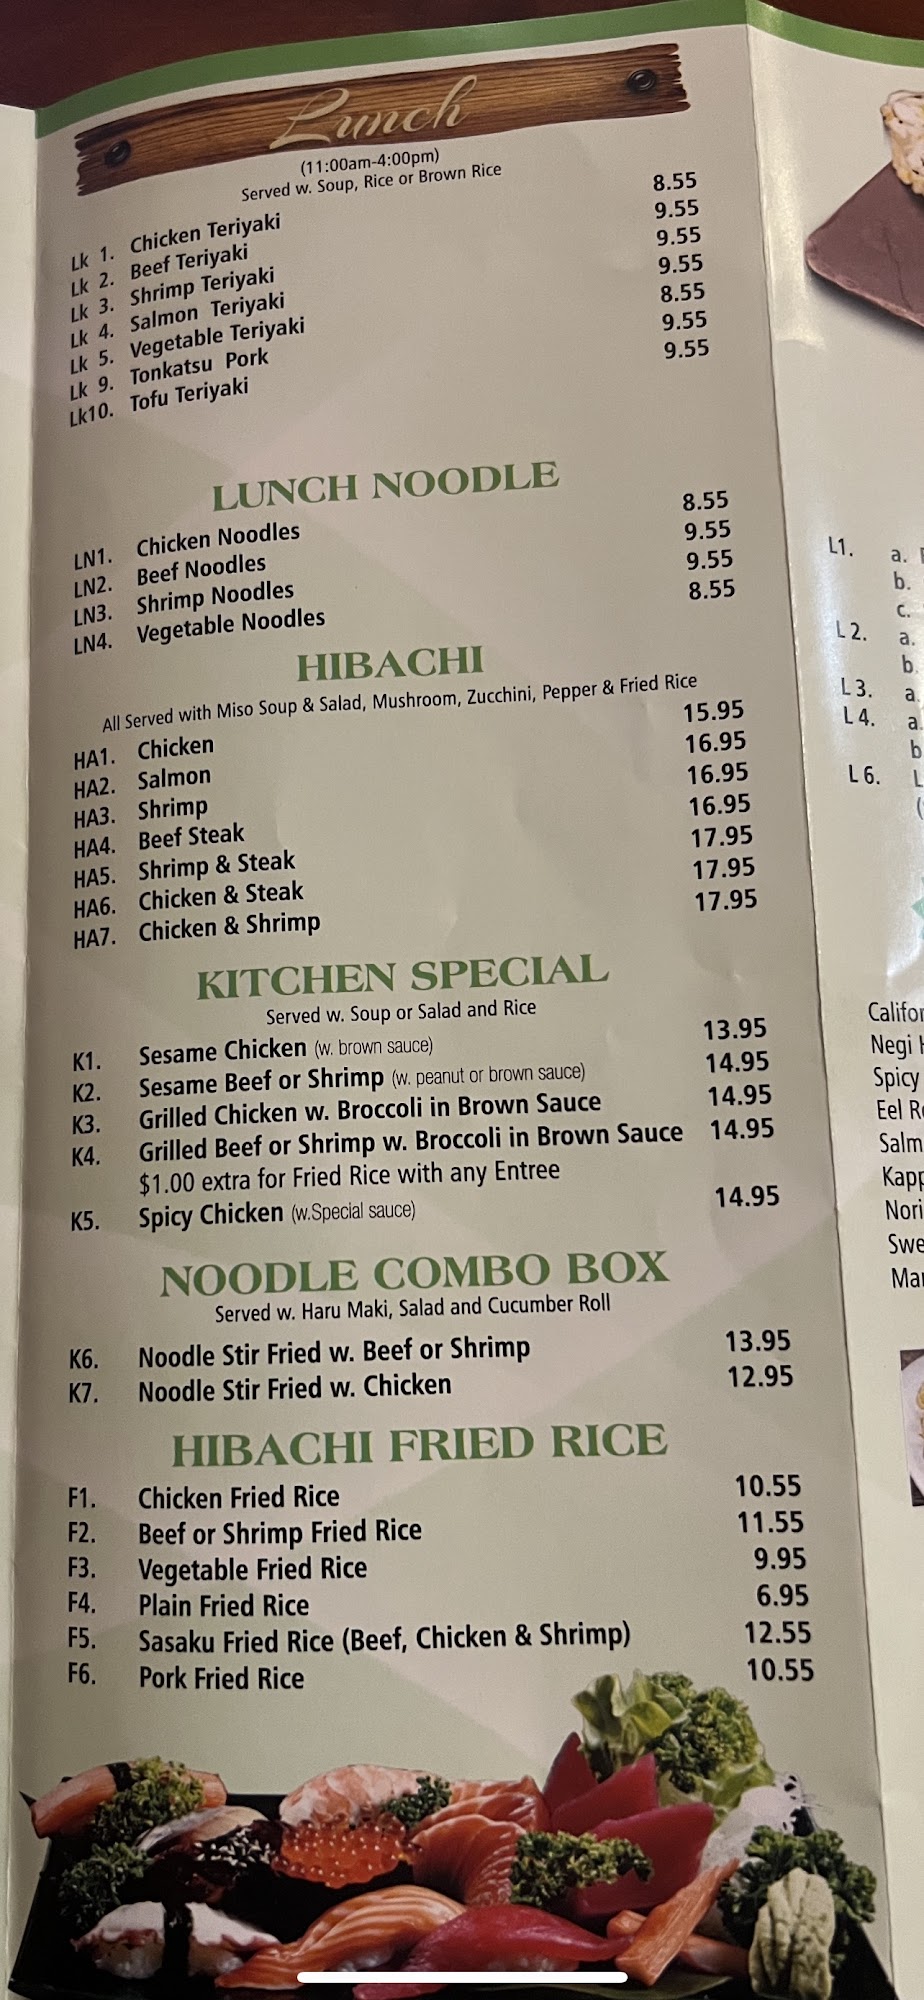 Lunch
(11:00am-4:00pm)
Served w. Soup, Rice or Brown Rice
Lk 1. Chicken Teriyaki 8.55
Lk 2. Beef Teriyaki 9.55
Lk 3. Shrimp Teriyaki 9.55
Lk 4. Salmon Teriyaki 9.55
Lk 5. Vegetable Teriyaki 8.55
Lk 9. Tonkatsu Pork 9.55
Lk10. Tofu Teriyaki 9.55
LUNCH NOODLE
LN1. Chicken Noodles 8.55
LN2. Beef Noodles 9.55
LN3. Shrimp Noodles 9.55
LN4. Vegetable Noodles 8.55
HIBACHI
All Served with Miso Soup & Salad, Mushroom, Zucchini, Pepper & Fried Rice
HA1. Chicken 15.95
HA2. Salmon 16.95
HA3. Shrimp 16.95
HA4. Beef Steak 16.95
HA5. Shrimp & Steak 17.95
HA6. Chicken & Steak 17.95
HA7. Chicken & Shrimp 17.95
KITCHEN SPECIAL
Served w. Soup or Salad and Rice
K1. Sesame Chicken (w. brown sauce) 13.95
K2. Sesame Beef or Shrimp (w. peanut or brown sauce) 14.95
K3. Grilled Chicken w. Broccoli in Brown Sauce 14.95
K4. Grilled Beef or Shrimp w. Broccoli in Brown Sauce 14.95
$1.00 extra for Fried Rice with any Entree
K5. Spicy Chicken (w.Special sauce) 14.95
NOODLE COMBO BOX
Served w. Haru Maki, Salad and Cucumber Roll
K6. Noodle Stir Fried w. Beef or Shrimp 13.95
K7. Noodle Stir Fried w. Chicken 12.95
HIBACHI FRIED RICE
F1. Chicken Fried Rice 10.55
F2. Beef or Shrimp Fried Rice 11.55
F3. Vegetable Fried Rice 9.95
F4. Plain Fried Rice 6.95
F5. Sasaku Fried Rice (Beef, Chicken & Shrimp) 12.55
F6. Pork Fried Rice 10.55
L1. a.
b.
c.
L 2. a.
b.
L 3. a.
L 4. a.
b
L 6. L
(
Califor
Negi
Spicy
Eel R
Salm
Kapp
Nori
Swe
Mar